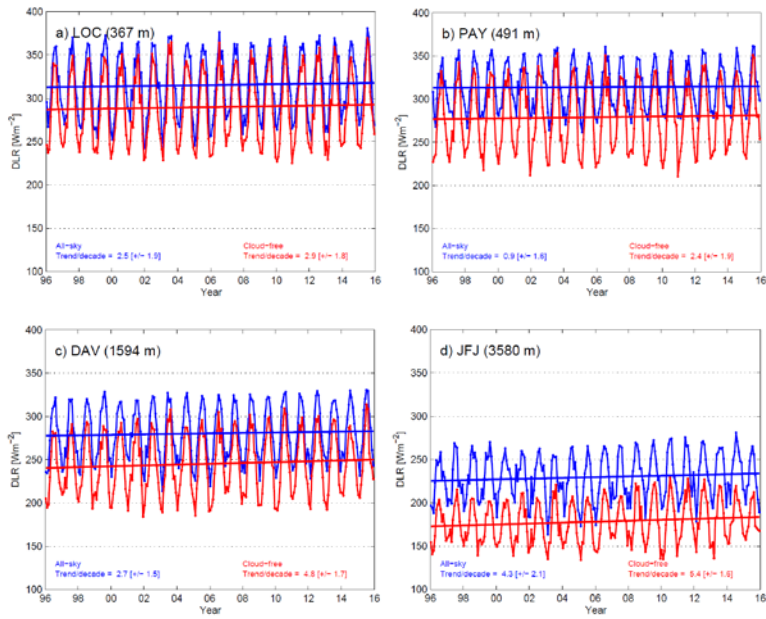 a) LOC (367 m)
400
350
300
250
200
150
100
DLR [Wm−2]
All−sky
Trend/decade = 2.5 [+/− 1.9]
Cloud−free
Trend/decade = 2.9 [+/− 1.8]
96 98 00 02 04 06 08 10 12 14 16
Year
b) PAY (491 m)
400
350
300
250
200
150
100
DLR [Wm−2]
All−sky
Trend/decade = 0.9 [+/− 1.6]
Cloud−free
Trend/decade = 2.4 [+/− 1.9]
96 98 00 02 04 06 08 10 12 14 16
Year
c) DAV (1594 m)
400
350
300
250
200
150
100
DLR [Wm−2]
All−sky
Trend/decade = 2.7 [+/− 1.5]
Cloud−free
Trend/decade = 4.6 [+/− 1.7]
96 98 00 02 04 06 08 10 12 14 16
Year
d) JFJ (3580 m)
400
350
300
250
200
150
100
DLR [Wm−2]
All−sky
Trend/decade = 4.3 [+/− 2.1]
Cloud−free
Trend/decade = 5.4 [+/− 1.6]
96 98 00 02 04 06 08 10 12 14 16
Year